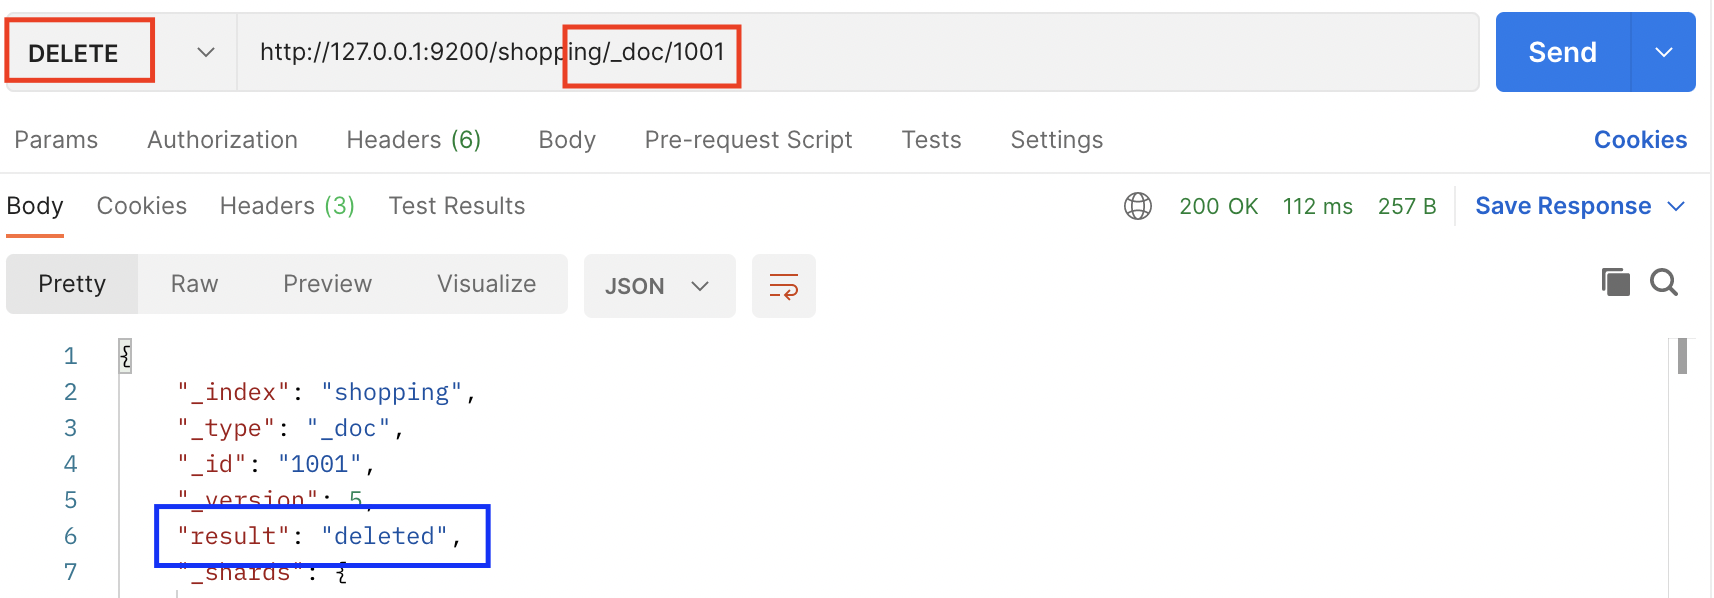 DELETE http://127.0.0.1:9200/shopping/_doc/1001 Send
Params Authorization Headers (6) Body Pre-request Script Tests Settings Cookies
Body Cookies Headers (3) Test Results 200 OK 112 ms 257 B Save Response
Pretty Raw Preview Visualize JSON
1 {
2 "_index": "shopping",
3 "_type": "_doc",
4 "_id": "1001",
5 "_version": 5,
6 "result": "deleted",
7 "_shards": {